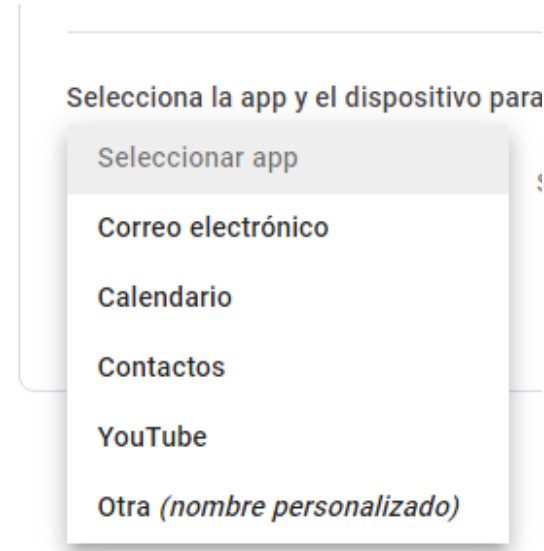 Selecciona la app y el dispositivo para
Seleccionar app
Correo electrónico
Calendario
Contactos
YouTube
Otra (nombre personalizado)